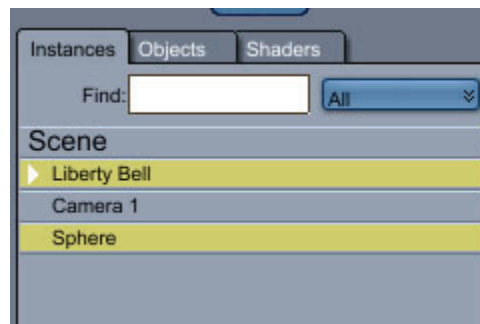 Instances Objects Shaders
Find: All
Scene
Liberty Bell
Camera 1
Sphere